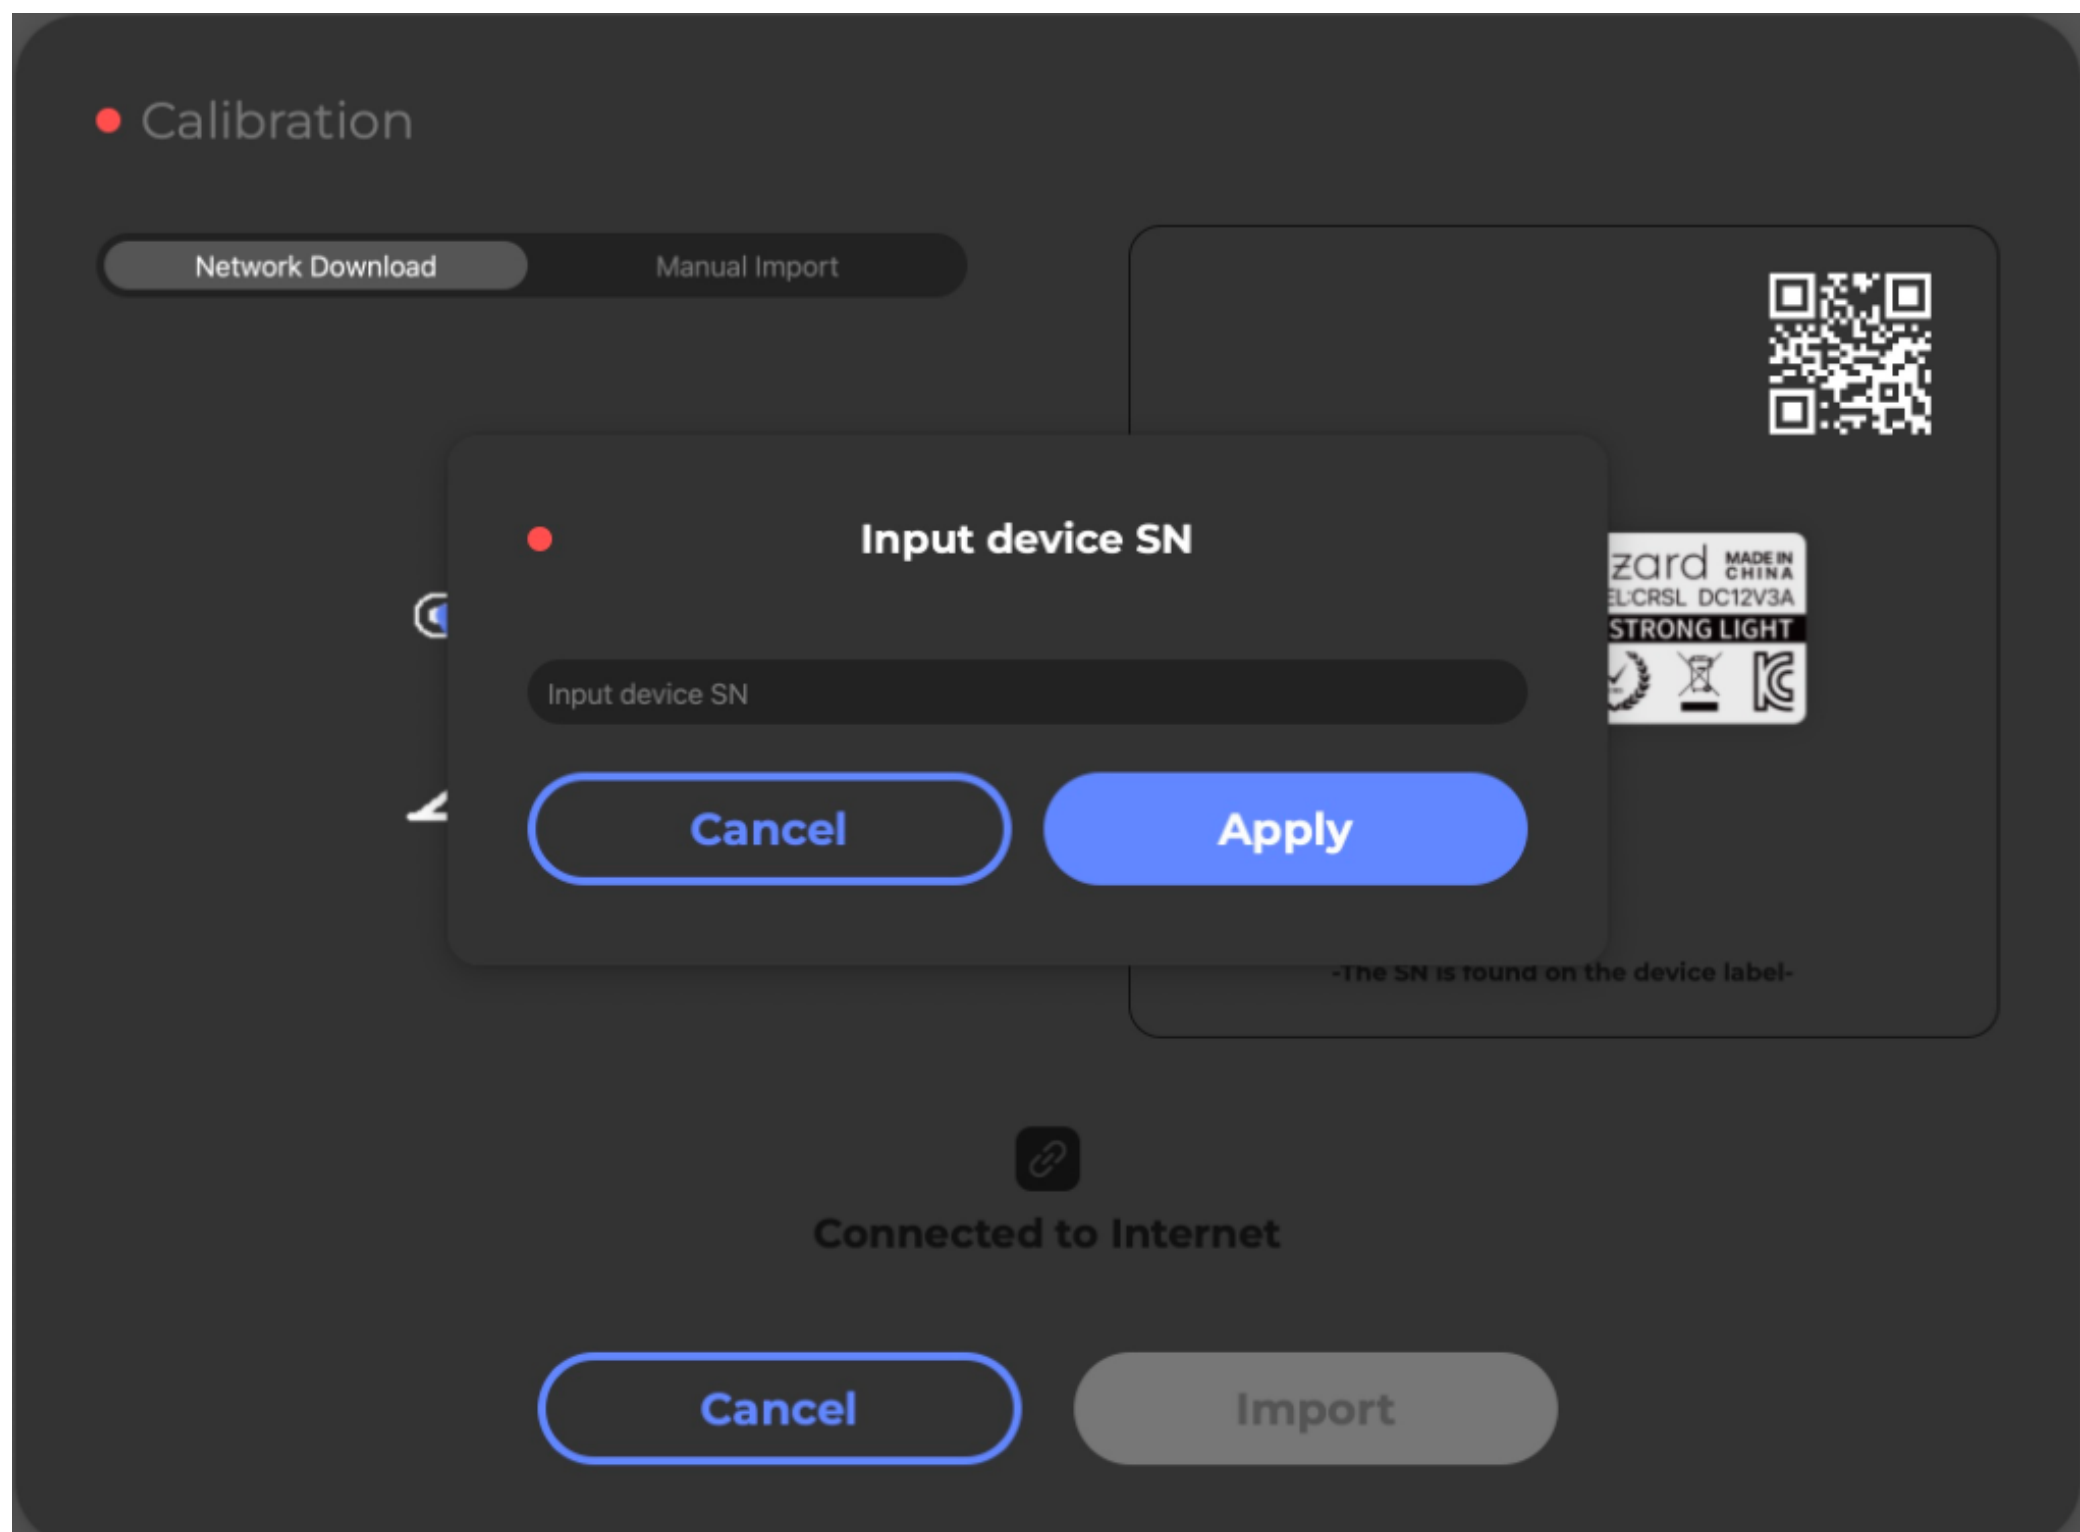 Calibration
Network Download
Manual Import
Input device SN
zard MADE IN CHINA
EL:CRSL DC12V3A
STRONG LIGHT
Input device SN
Cancel
Apply
-The SN is found on the device label-
Connected to Internet
Cancel
Import